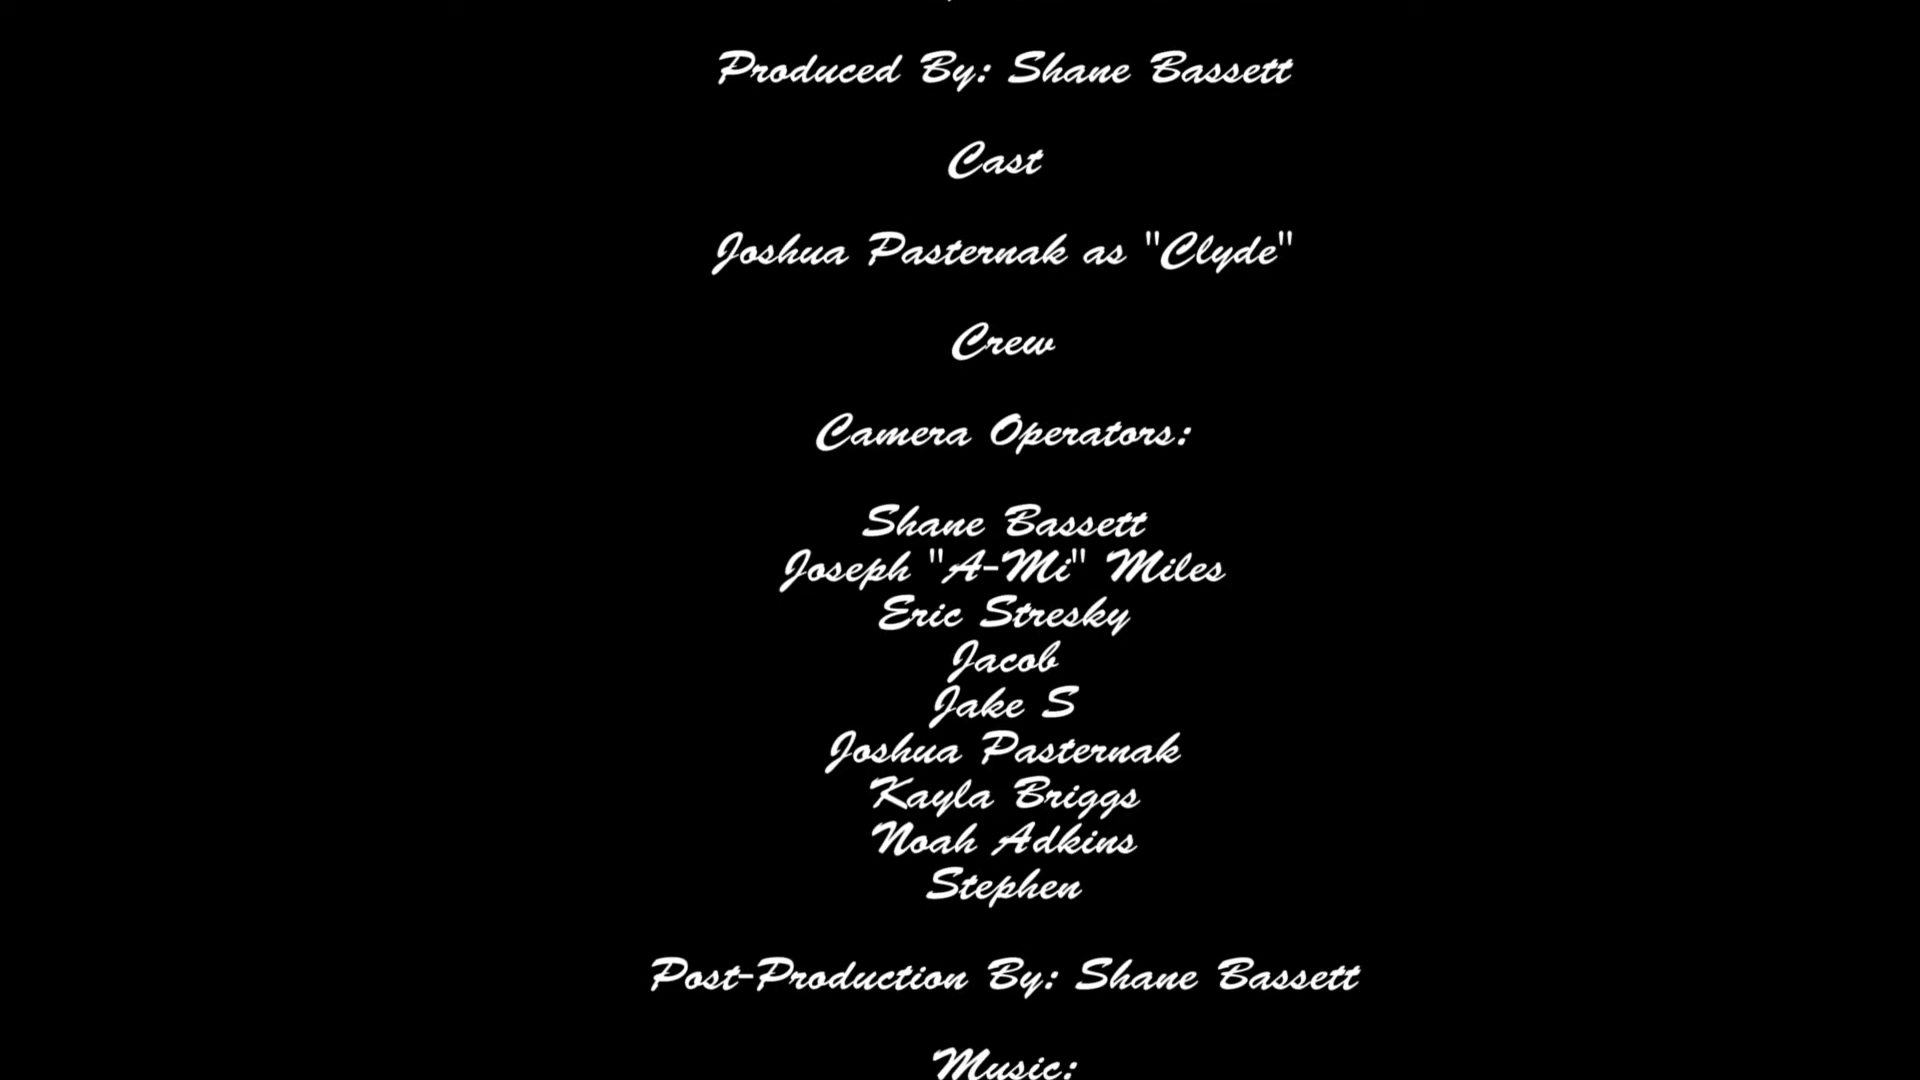 Produced By: Shane Bassett
Cast
Joshua Pasternak as "Clyde"
Crew
Camera Operators:
Shane Bassett
Joseph "A-Mi" Miles
Eric Stresky
Jacob
Jake S
Joshua Pasternak
Kayla Briggs
Noah Adkins
Stephen
Post-Production By: Shane Bassett
Music: